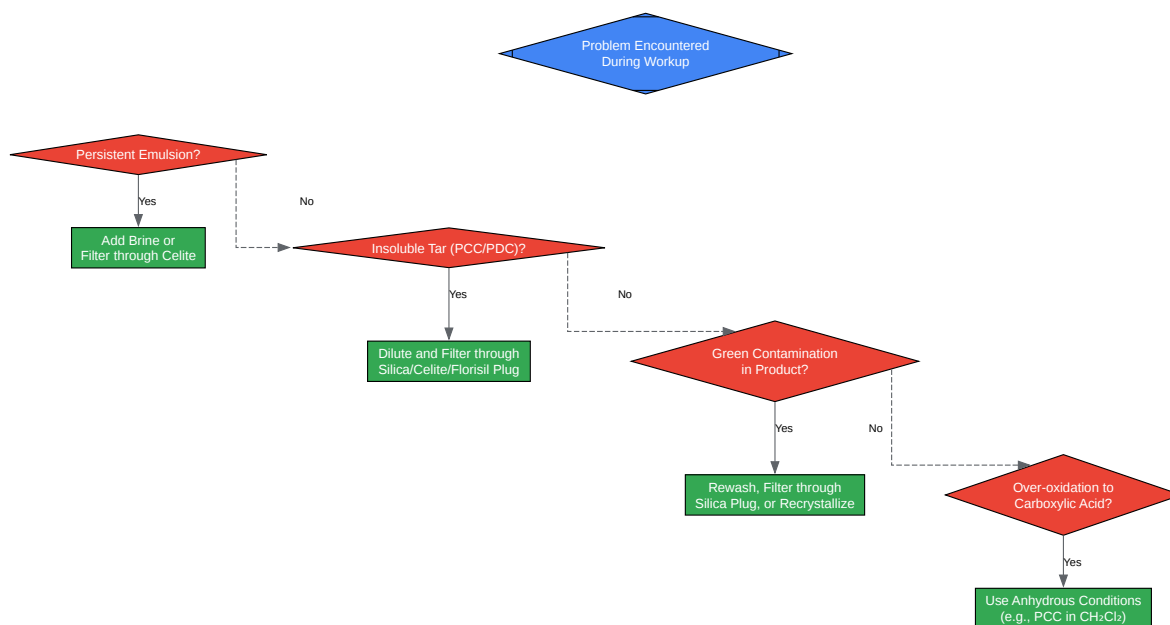 Problem Encountered
During Workup
Persistent Emulsion?
Yes
No
Add Brine or
Filter through Celite
Insoluble Tar (PCC/PDC)?
Yes
No
Dilute and Filter through
Silica/Celite/Florisil Plug
Green Contamination
in Product?
Yes
No
Rewash, Filter through
Silica Plug, or Recrystallize
Over-oxidation to
Carboxylic Acid?
Yes
Use Anhydrous Conditions
(e.g., PCC in CH₂Cl₂)